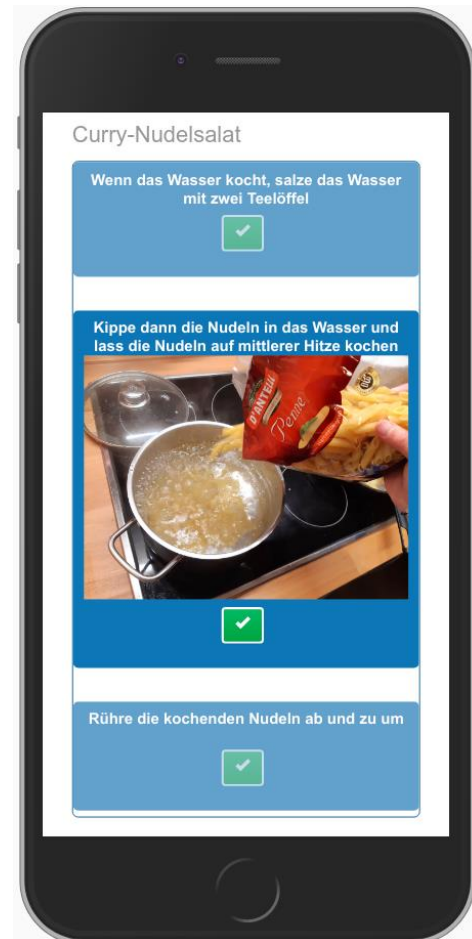 Curry-Nudelsalat
Wenn das Wasser kocht, salze das Wasser
mit zwei Teelöffel
Kippe dann die Nudeln in das Wasser und
lass die Nudeln auf mittlerer Hitze kochen
D'ANTELLI
Penne
Rühre die kochenden Nudeln ab und zu um